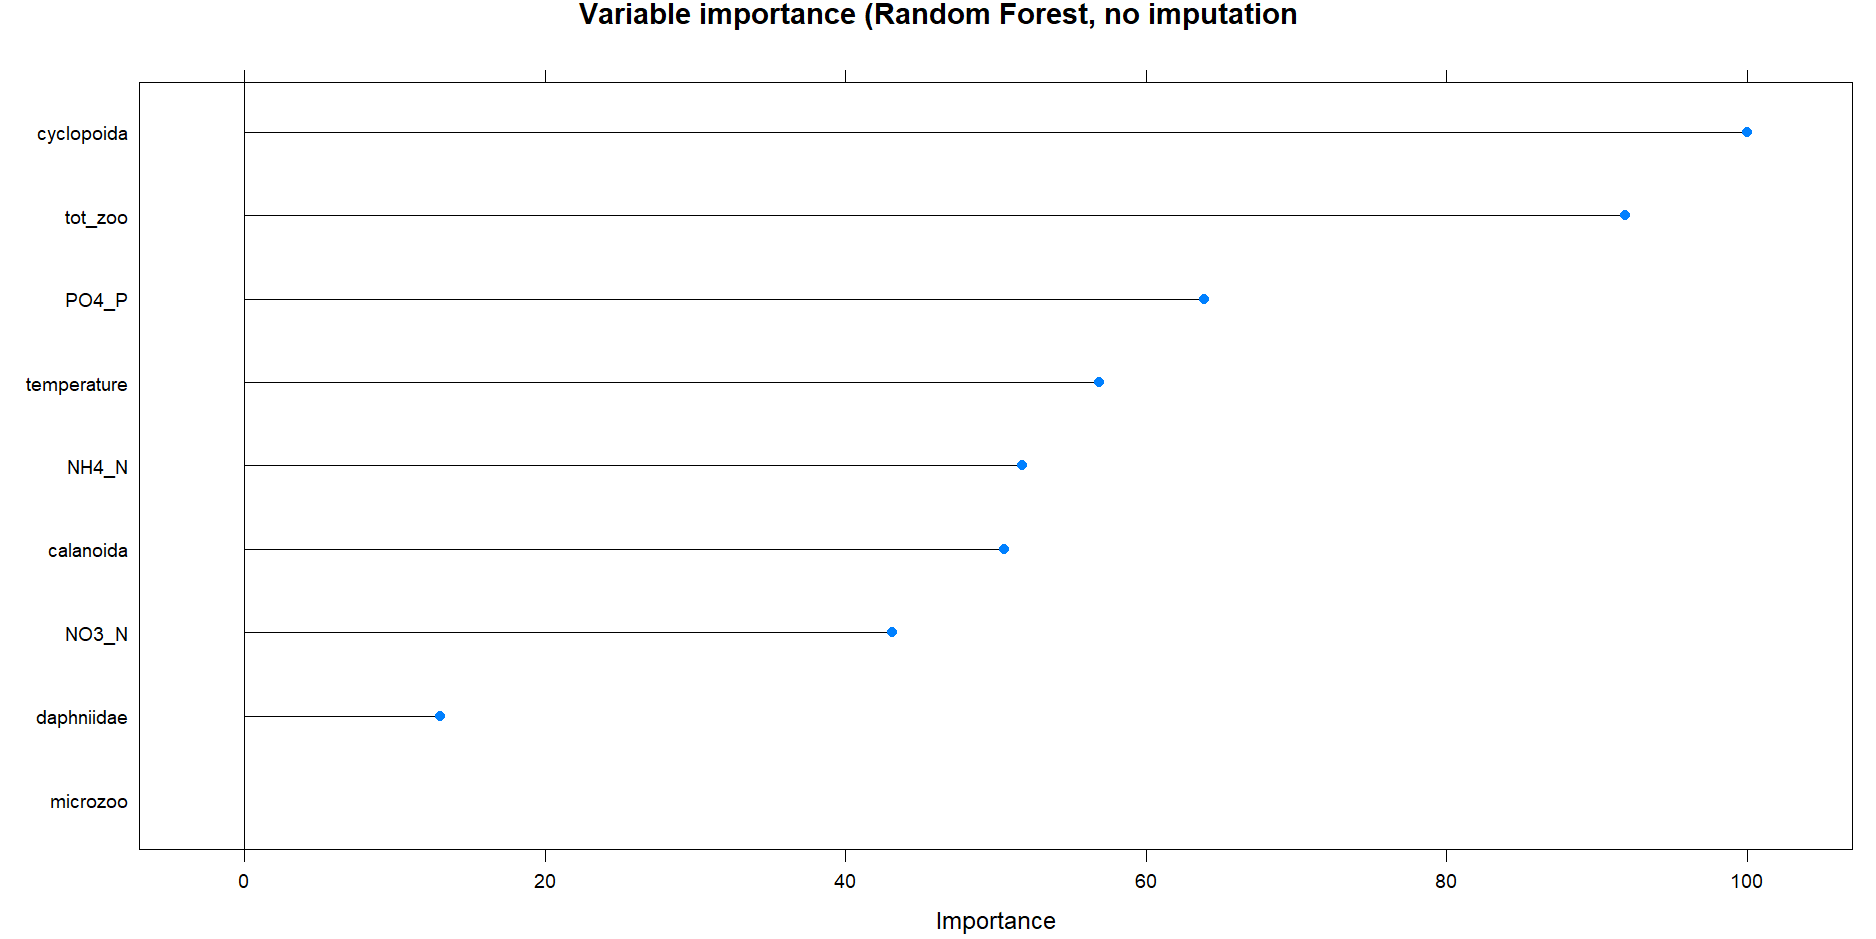 Variable importance (Random Forest, no imputation
cyclopoida
tot_zoo
PO4_P
temperature
NH4_N
calanoida
NO3_N
daphniidae
microzoo
0 20 40 60 80 100
Importance